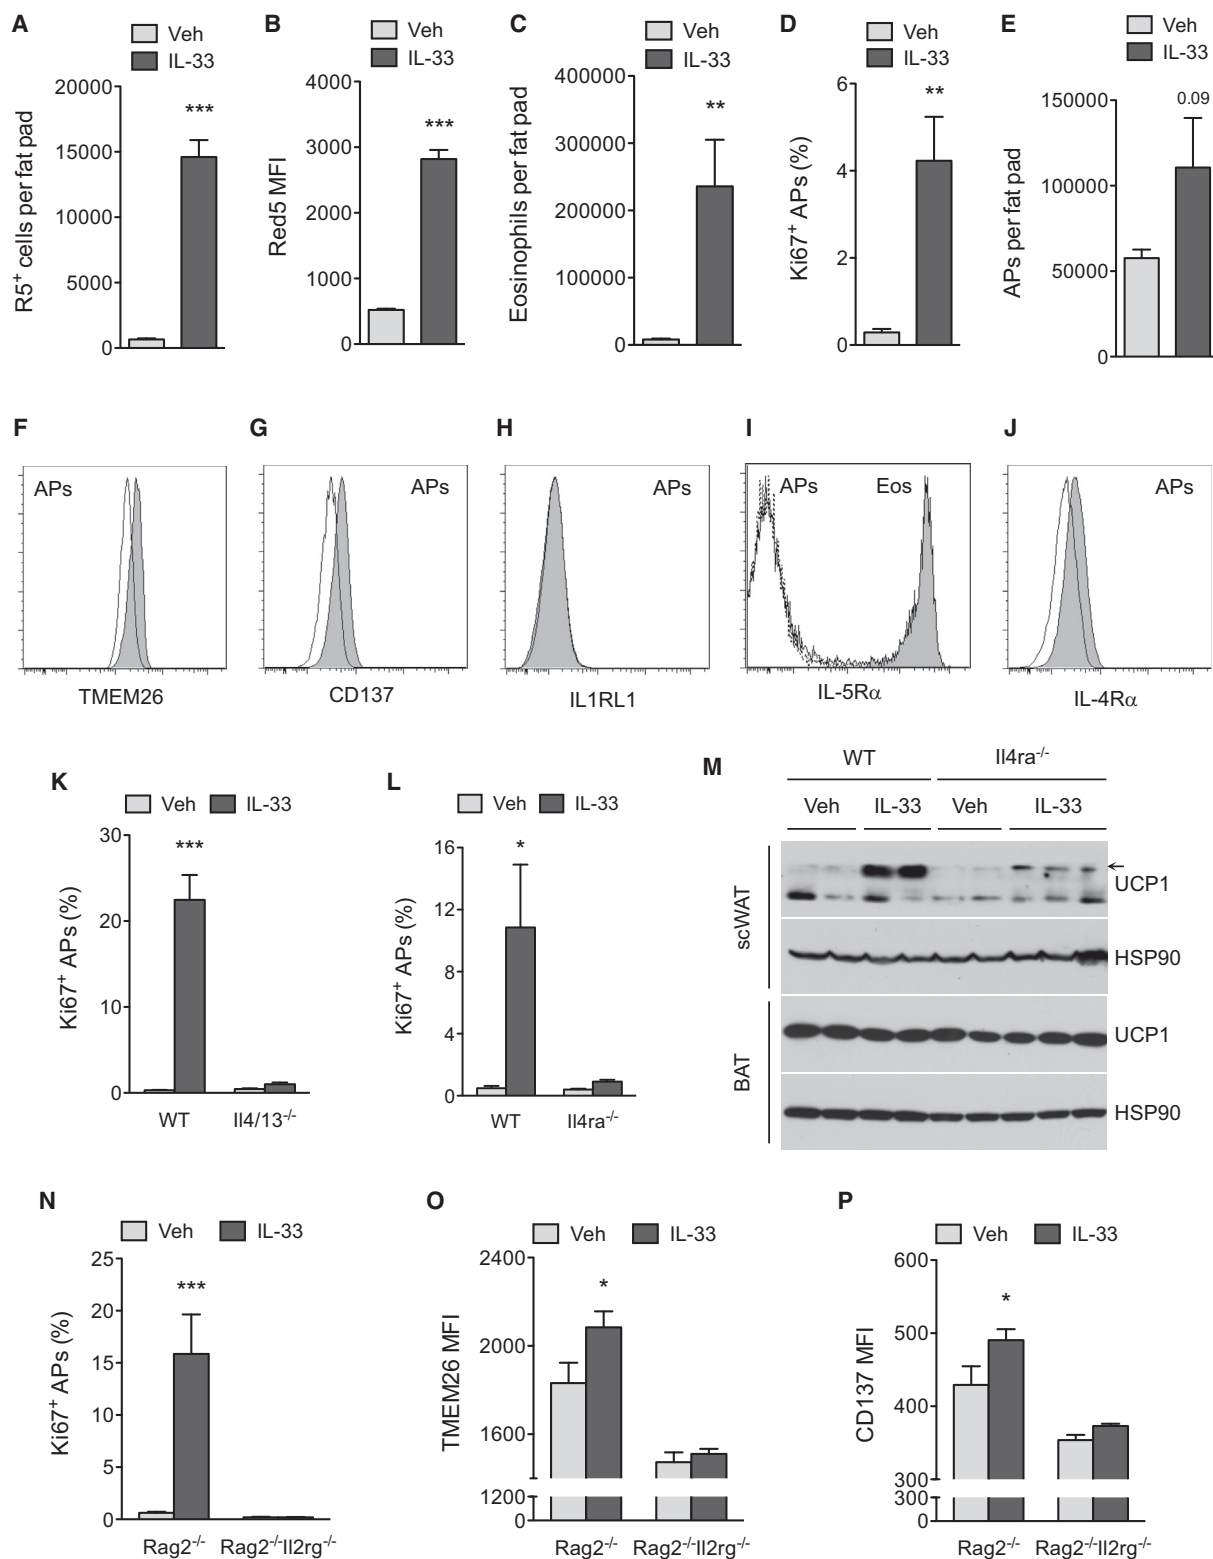 A
Veh
IL-33
R5+ cells per fat pad
20000
15000
10000
5000
0
***
B
Veh
IL-33
Red5 MFI
4000
3000
2000
1000
0
***
C
Veh
IL-33
Eosinophils per fat pad
400000
300000
200000
100000
0
**
D
Veh
IL-33
Ki67+ APs (%)
6
4
2
0
**
E
Veh
IL-33
APs per fat pad
150000
100000
50000
0
0.09
F
APs
TMEM26
G
APs
CD137
H
APs
IL1RL1
I
APs
Eos
IL-5Rα
J
APs
IL-4Rα
K
Veh
IL-33
Ki67+ APs (%)
30
20
10
0
***
WT
Il4/13-/-
L
Veh
IL-33
Ki67+ APs (%)
16
12
8
4
0
*
WT
Il4ra-/-
M
WT
Il4ra-/-
Veh
IL-33
Veh
IL-33
scWAT
UCP1
HSP90
BAT
UCP1
HSP90
N
Veh
IL-33
Ki67+ APs (%)
25
20
15
10
5
0
***
Rag2-/-
Rag2-/-Il2rg-/-
O
Veh
IL-33
TMEM26 MFI
2400
2000
1600
1200
0
*
Rag2-/-
Rag2-/-Il2rg-/-
P
Veh
IL-33
CD137 MFI
600
500
400
300
300
0
*
Rag2-/-
Rag2-/-Il2rg-/-